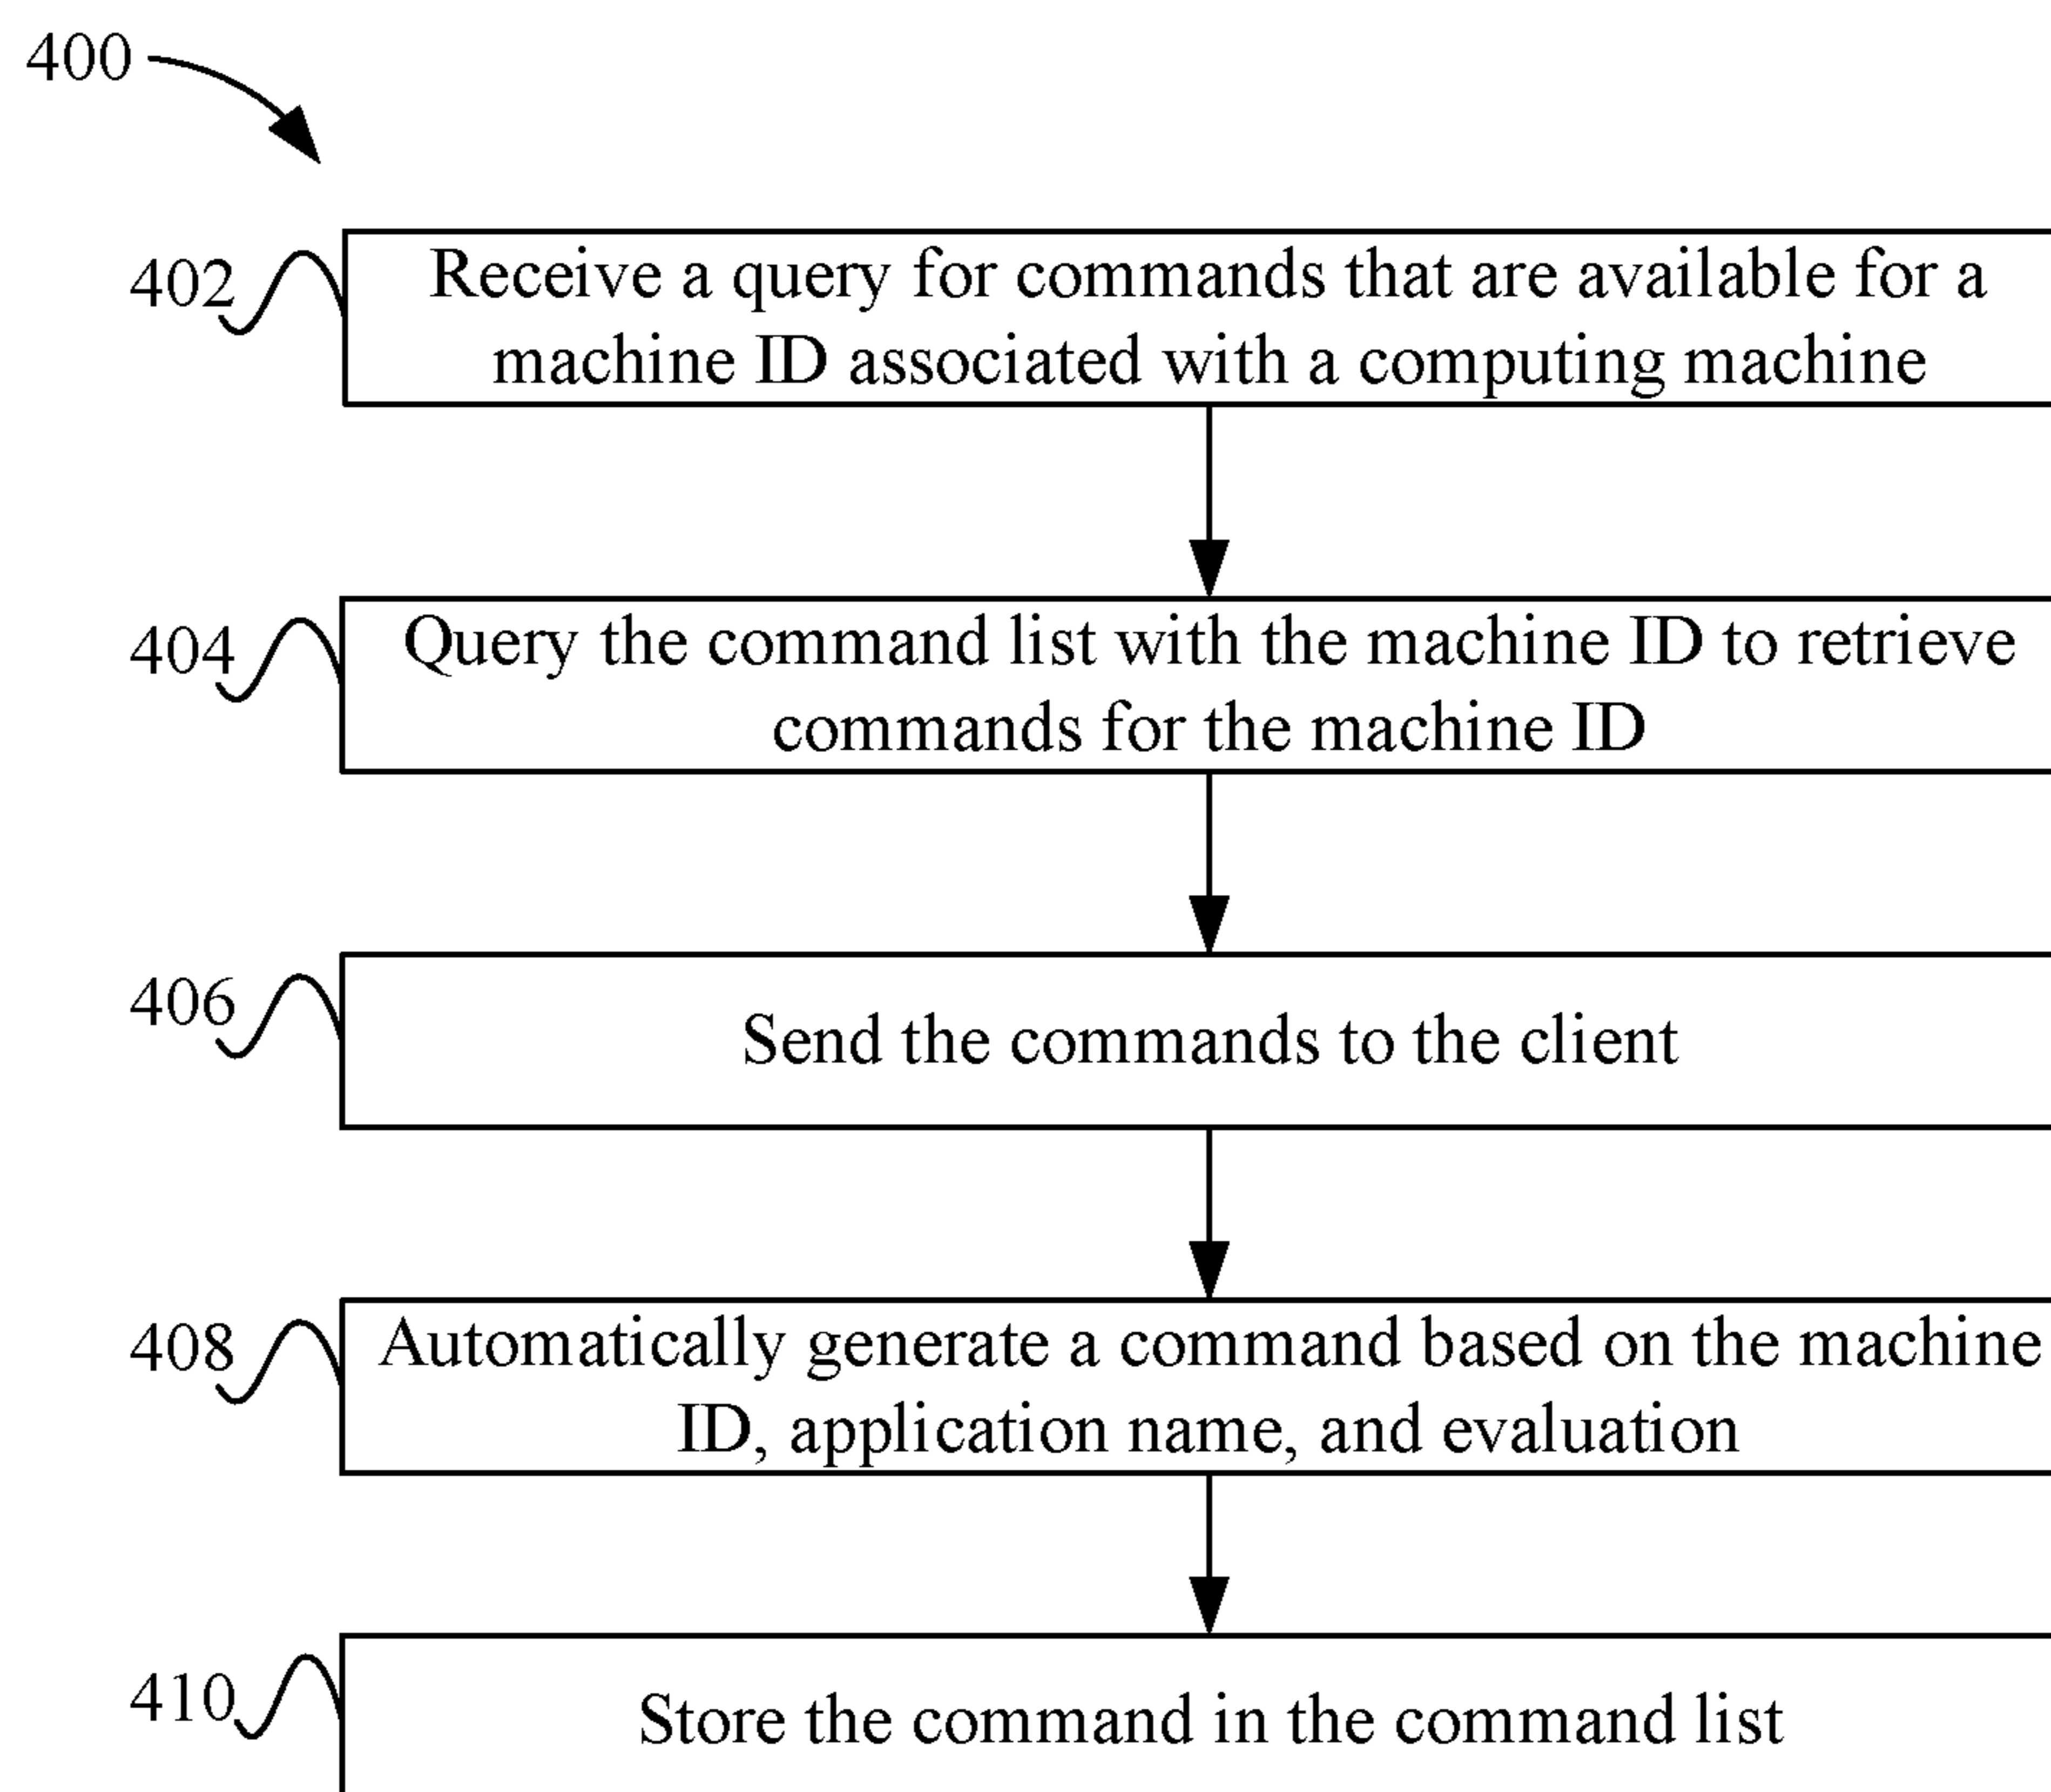 400
402
Receive a query for commands that are available for a
machine ID associated with a computing machine
404
Query the command list with the machine ID to retrieve
commands for the machine ID
406
Send the commands to the client
408
Automatically generate a command based on the machine
ID, application name, and evaluation
410
Store the command in the command list